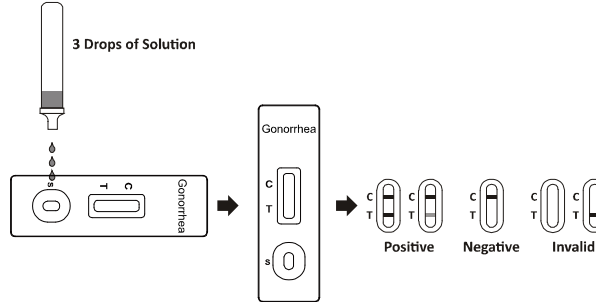 3 Drops of Solution
S
T
C
Gonorrhea
Gonorrhea
C
T
S
C
T
C
T
C
T
C
T
C
T
Positive
Negative
Invalid